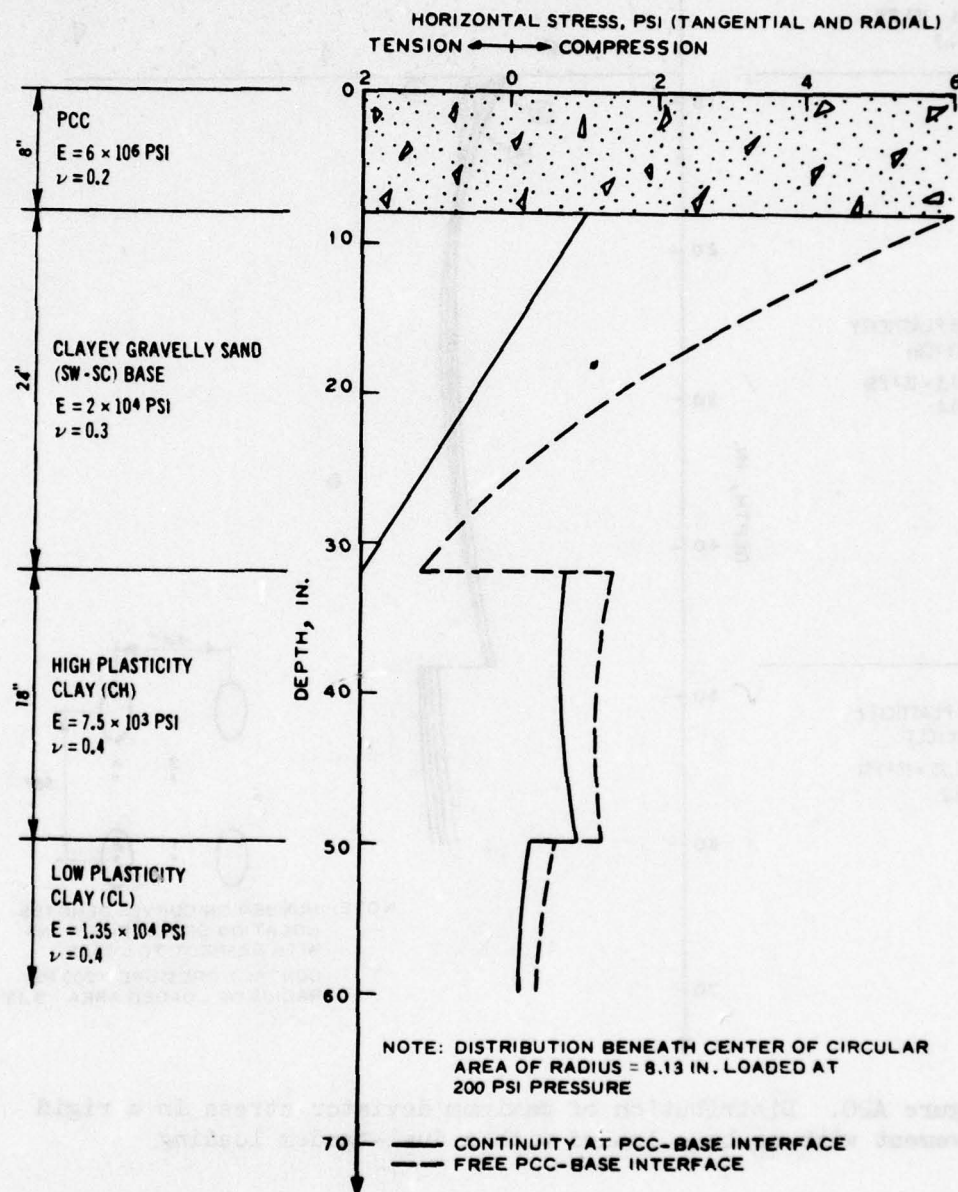 HORIZONTAL STRESS, PSI (TANGENTIAL AND RADIAL)
TENSION COMPRESSION
2 0 2 4 6
0
10
20
30
40
50
60
70
DEPTH, IN.
8"
PCC
E = 6 × 10⁶ PSI
ν = 0.2
24"
CLAYEY GRAVELLY SAND
(SW-SC) BASE
E = 2 × 10⁴ PSI
ν = 0.3
18"
HIGH PLASTICITY
CLAY (CH)
E = 7.5 × 10³ PSI
ν = 0.4
LOW PLASTICITY
CLAY (CL)
E = 1.35 × 10⁴ PSI
ν = 0.4
NOTE: DISTRIBUTION BENEATH CENTER OF CIRCULAR
AREA OF RADIUS = 8.13 IN. LOADED AT
200 PSI PRESSURE
CONTINUITY AT PCC-BASE INTERFACE
FREE PCC-BASE INTERFACE